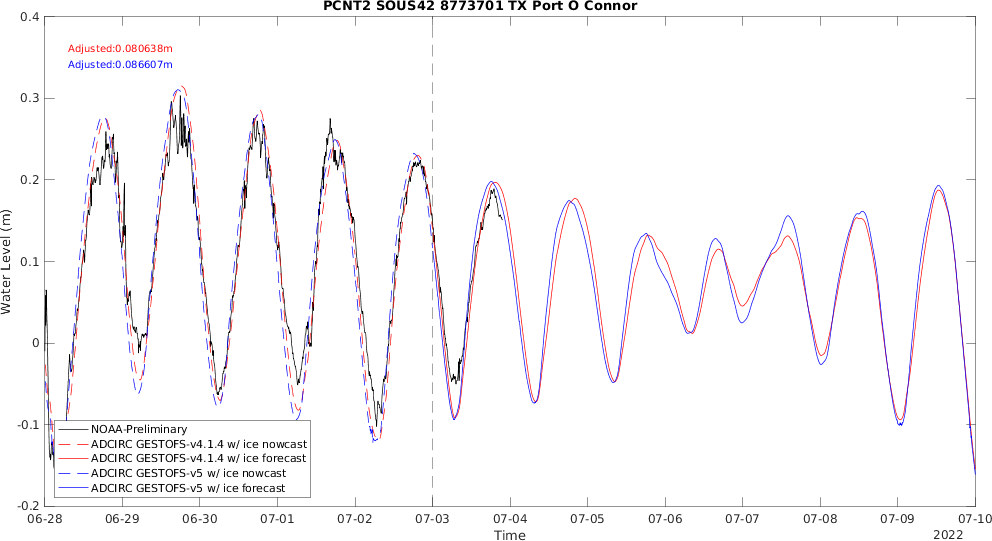 PCNT2 SOUS42 8773701 TX Port O Connor
0.4
Adjusted:0.080638m
Adjusted:0.086607m
0.3
0.2
0.1
0
-0.1
-0.2
Water Level (m)
NOAA-Preliminary
ADCIRC GESTOFS-v4.1.4 w/ ice nowcast
ADCIRC GESTOFS-v4.1.4 w/ ice forecast
ADCIRC GESTOFS-v5 w/ ice nowcast
ADCIRC GESTOFS-v5 w/ ice forecast
06-28 06-29 06-30 07-01 07-02 07-03 07-04 07-05 07-06 07-07 07-08 07-09 07-10
Time
2022